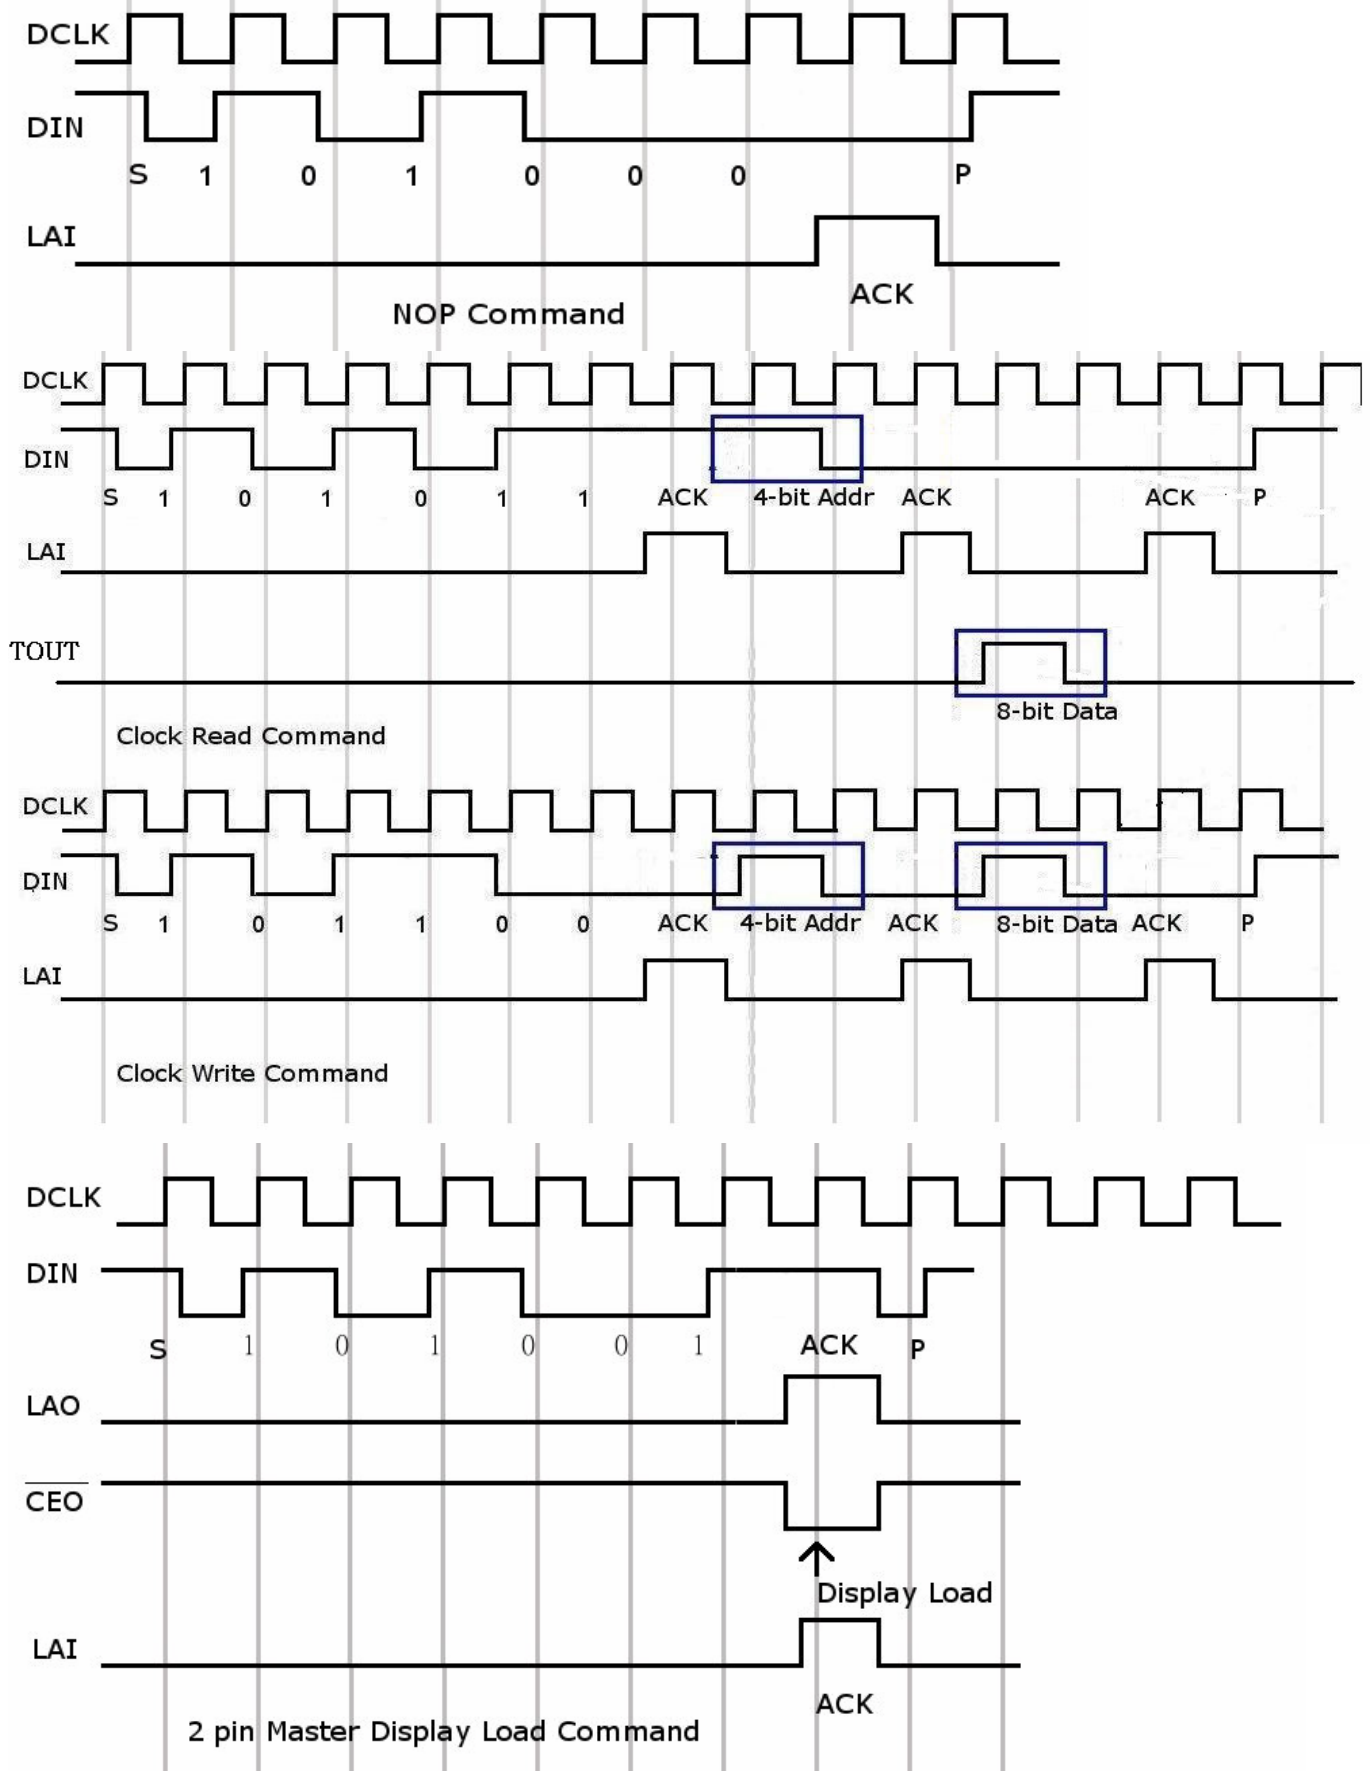 DCLK
DIN
S 1 0 1 0 0 0 P
LAI
ACK
NOP Command
DCLK
DIN
S 1 0 1 0 1 1 ACK 4-bit Addr ACK ACK P
LAI
TOUT
8-bit Data
Clock Read Command
DCLK
DIN
S 1 0 1 1 0 0 ACK 4-bit Addr ACK 8-bit Data ACK P
LAI
Clock Write Command
DCLK
DIN
S 1 0 1 0 0 1 ACK P
LAO
CEO
Display Load
LAI
ACK
2 pin Master Display Load Command